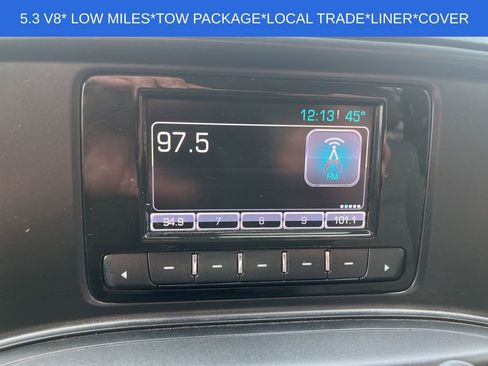 5.3 V8* LOW MILES*TOW PACKAGE*LOCAL TRADE*LINER*COVER
12:13 45°
97.5
FM
94.9 7 8 9 101.1